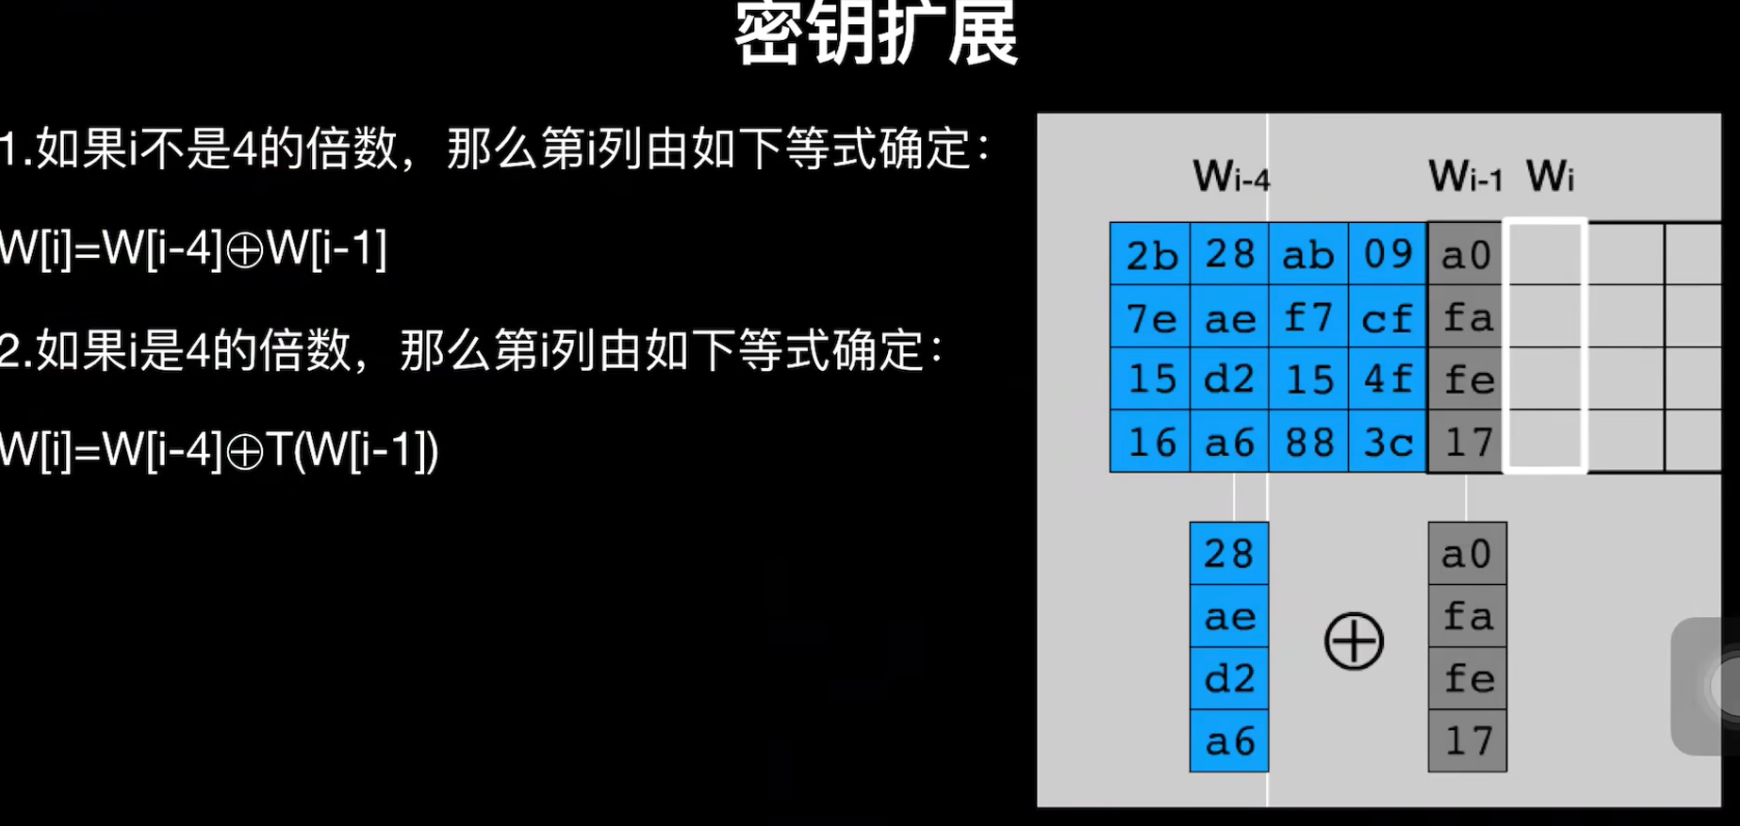 密钥扩展
1.如果i不是4的倍数，那么第i列由如下等式确定：
W[i]=W[i-4]⊕W[i-1]
2.如果i是4的倍数，那么第i列由如下等式确定：
W[i]=W[i-4]⊕T(W[i-1])
Wi-4 Wi-1 Wi
2b 28 ab 09 a0
7e ae f7 cf fa
15 d2 15 4f fe
16 a6 88 3c 17
28 a0
ae fa
⊕
d2 fe
a6 17